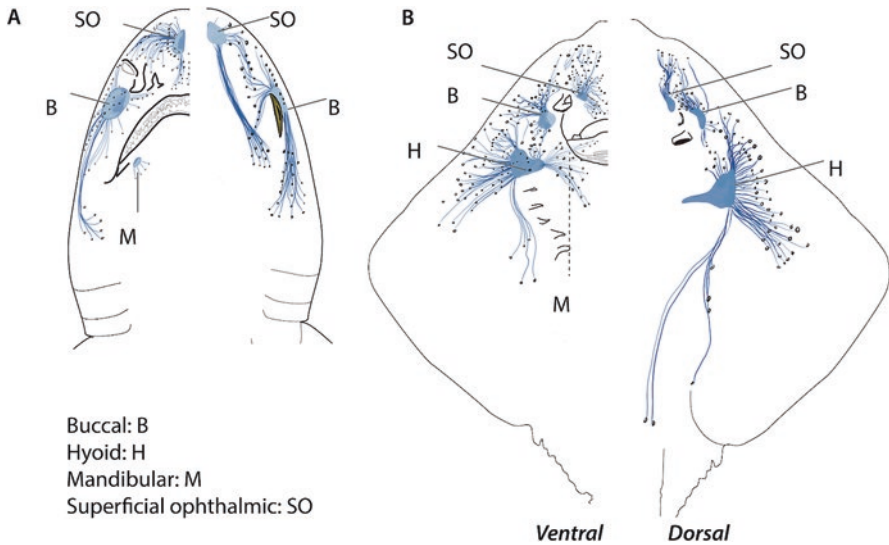 A
SO
SO
B
B
M
B
SO
SO
B
B
H
H
M
Buccal: B
Hyoid: H
Mandibular: M
Superficial ophthalmic: SO
Ventral
Dorsal